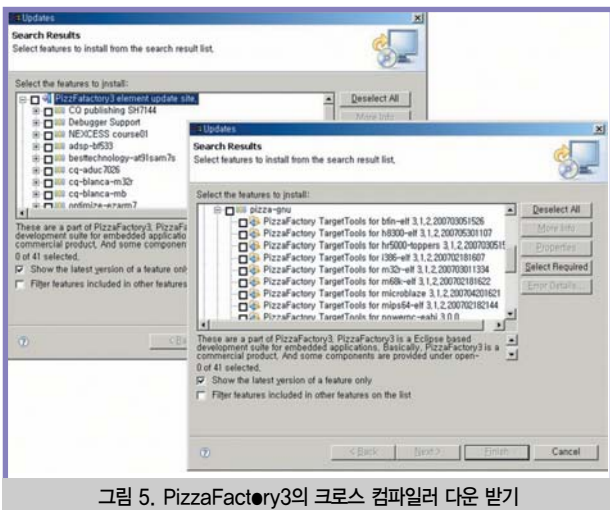 Updates
Search Results
Select features to install from the search result list,
Select the features to install:
PizzFatactory3 element update site,
CQ publishing SH7144
Debugger Support
NEXCESS course01
adsp-bf533
besttechnology-at91sam7s
cq-aduc7026
cq-blanca-m32r
cq-blanca-mb
optimize-ezarm7
Deselect All
More Info
These are a part of PizzaFactory3, PizzaFa
development suite for embedded applicatio
commercial product, And some componen
0 of 41 selected,
Show the latest version of a feature only
Filter features included in other features
Updates
Search Results
Select features to install from the search result list,
Select the features to install:
pizza-gnu
PizzaFactory TargetTools for bfin-elf 3,1,2,200703051526
PizzaFactory TargetTools for h8300-elf 3,1,2,200705301107
PizzaFactory TargetTools for hr5000-toppers 3,1,2,2007030515
PizzaFactory TargetTools for i386-elf 3,1,2,200702181607
PizzaFactory TargetTools for m32r-elf 3,1,2,200703011334
PizzaFactory TargetTools for m68k-elf 3,1,2,200702181622
PizzaFactory TargetTools for microblaze 3,1,2,200704201621
PizzaFactory TargetTools for mips64-elf 3,1,2,200702182144
PizzaFactory TargetTools for powerpc-eabi 3,0,0
Deselect All
More Info
Properties
Select Required
Error Details...
These are a part of PizzaFactory3, PizzaFactory3 is a Eclipse based
development suite for embedded applications, Basically, PizzaFactory3 is a
commercial product, And some components are provided under open-
0 of 41 selected,
Show the latest version of a feature only
Filter features included in other features on the list
< Back
Next >
Finish
Cancel
그림 5. PizzaFact●ry3의 크로스 컴파일러 다운 받기